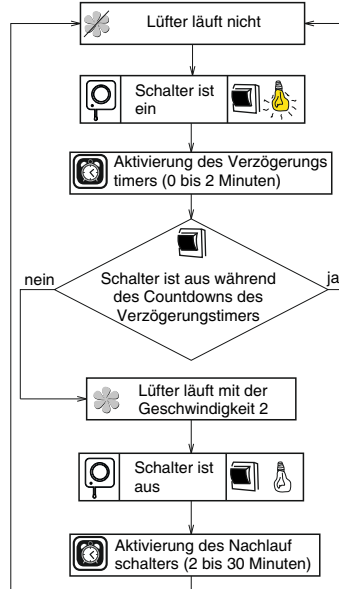 Lüfter läuft nicht
Schalter ist
ein
Aktivierung des Verzögerungs
timers (0 bis 2 Minuten)
nein
ja
Schalter ist aus während
des Countdowns des
Verzögerungstimers
Lüfter läuft mit der
Geschwindigkeit 2
Schalter ist
aus
Aktivierung des Nachlauf
schalters (2 bis 30 Minuten)